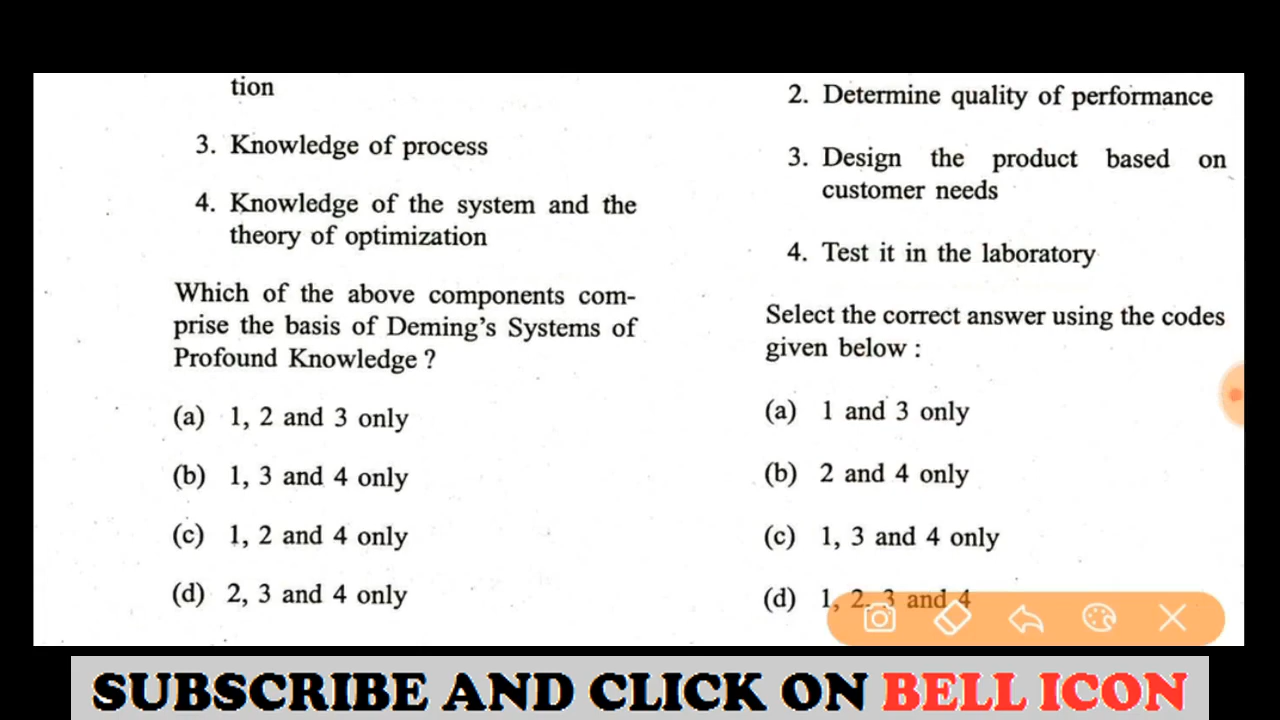 tion
3. Knowledge of process
4. Knowledge of the system and the
theory of optimization
Which of the above components com-
prise the basis of Deming's Systems of
Profound Knowledge ?
(a) 1, 2 and 3 only
(b) 1, 3 and 4 only
(c) 1, 2 and 4 only
(d) 2, 3 and 4 only
2. Determine quality of performance
3. Design the product based on
customer needs
4. Test it in the laboratory
Select the correct answer using the codes
given below :
(a) 1 and 3 only
(b) 2 and 4 only
(c) 1, 3 and 4 only
(d) 1, 2, 3 and 4
SUBSCRIBE AND CLICK ON BELL ICON